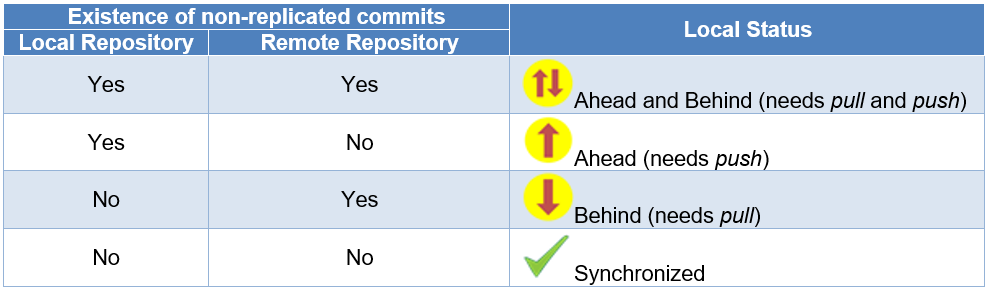 Existence of non-replicated commits
Local Status
Local Repository
Remote Repository
Yes
Yes
Ahead and Behind (needs pull and push)
Yes
No
Ahead (needs push)
No
Yes
Behind (needs pull)
No
No
Synchronized